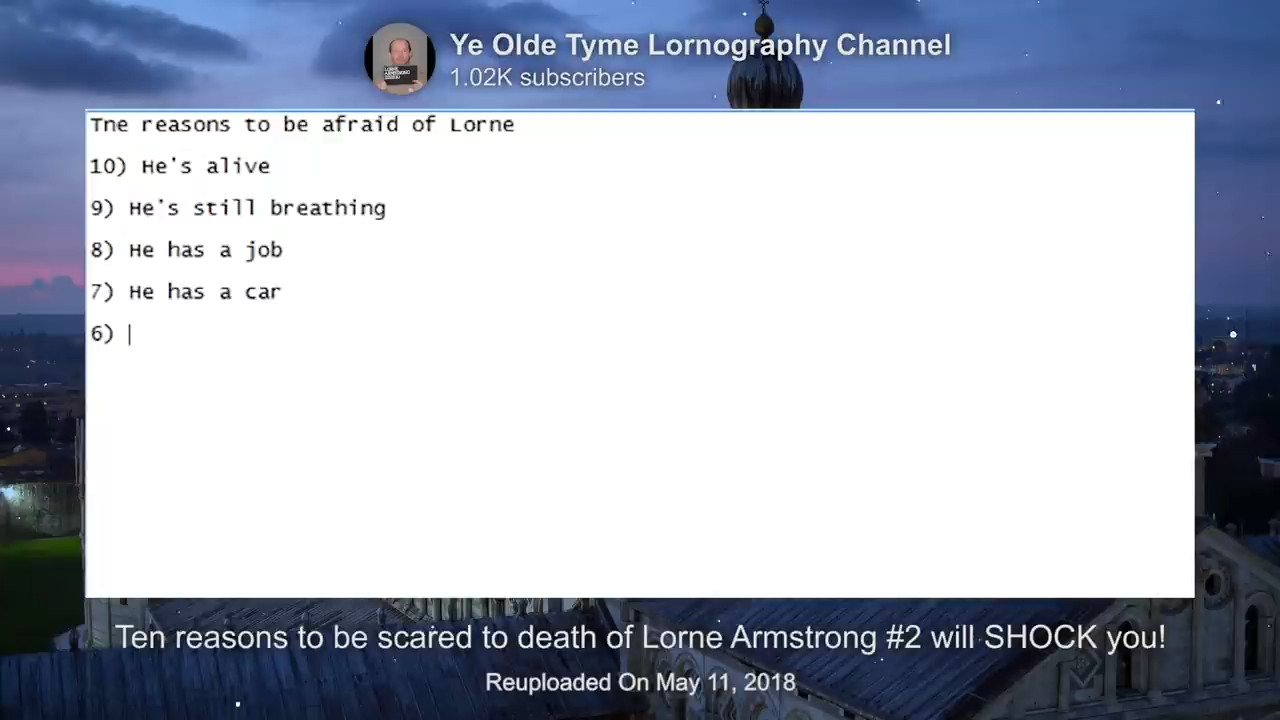 Ye Olde Tyme Lornography Channel
1.02K subscribers
Tne reasons to be afraid of Lorne
10) He's alive
9) He's still breathing
8) He has a job
7) He has a car
6)
Ten reasons to be scared to death of Lorne Armstrong #2 will SHOCK you!
Reuploaded On May 11, 2018